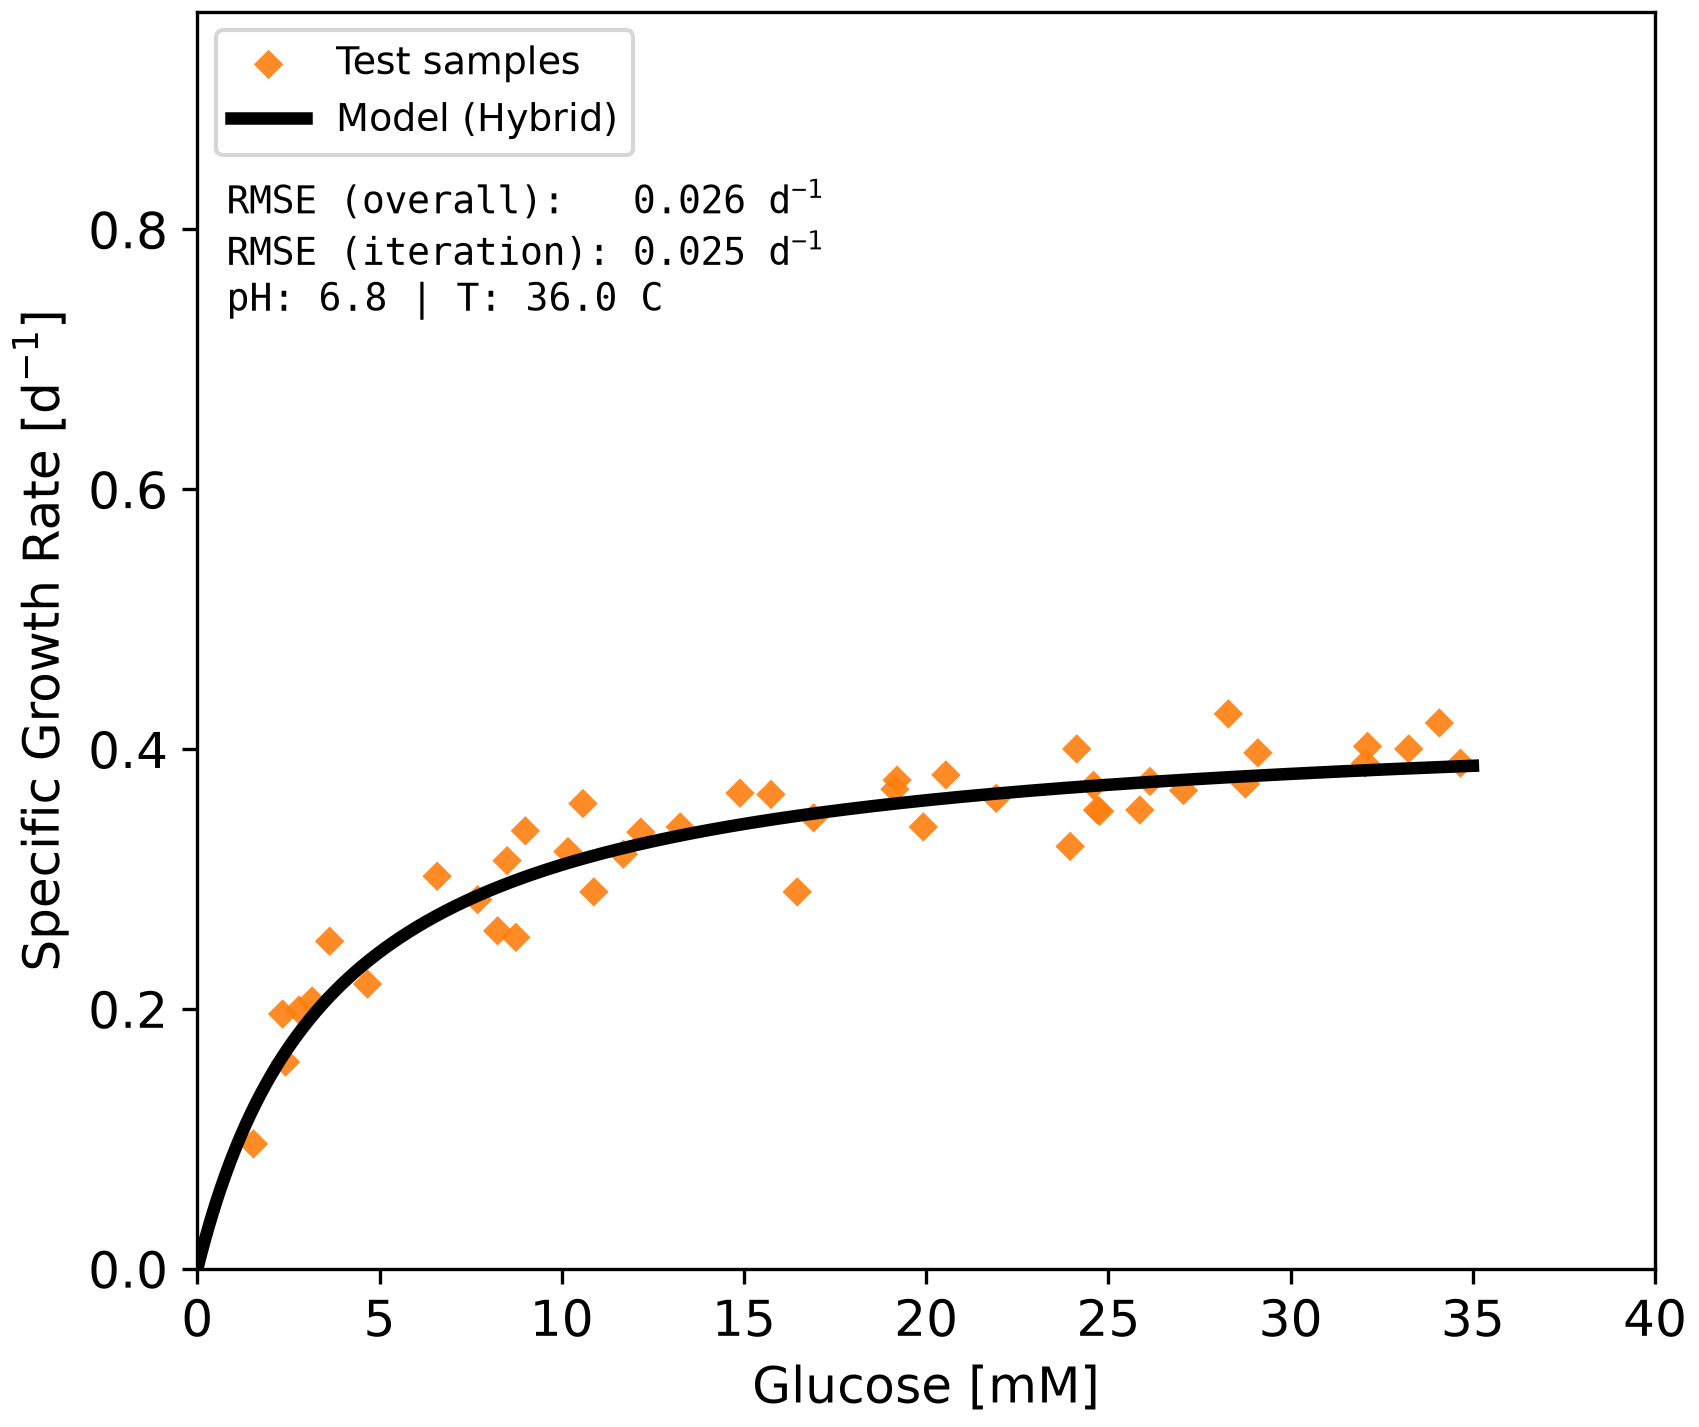 Test samples
Model (Hybrid)
RMSE (overall):   0.026 d⁻¹
RMSE (iteration): 0.025 d⁻¹
pH: 6.8 | T: 36.0 C
Specific Growth Rate [d⁻¹]
0.8
0.6
0.4
0.2
0.0
0 5 10 15 20 25 30 35 40
Glucose [mM]